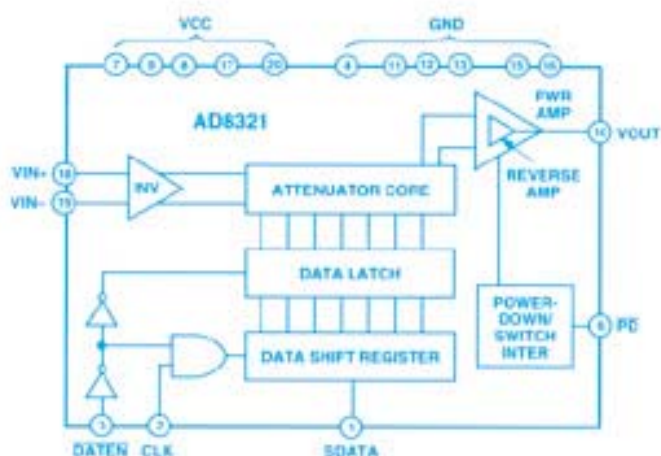 VCC
GND
7 9 8 17 20
4 11 12 13 15 16
AD8321
PWR
AMP
VIN+ 18
INV
ATTENUATOR CORE
14 VOUT
VIN– 19
REVERSE
AMP
DATA LATCH
POWER-
DOWN/
SWITCH
INTER
6 PD
DATA SHIFT REGISTER
3 2 1
DATEN CLK SDATA